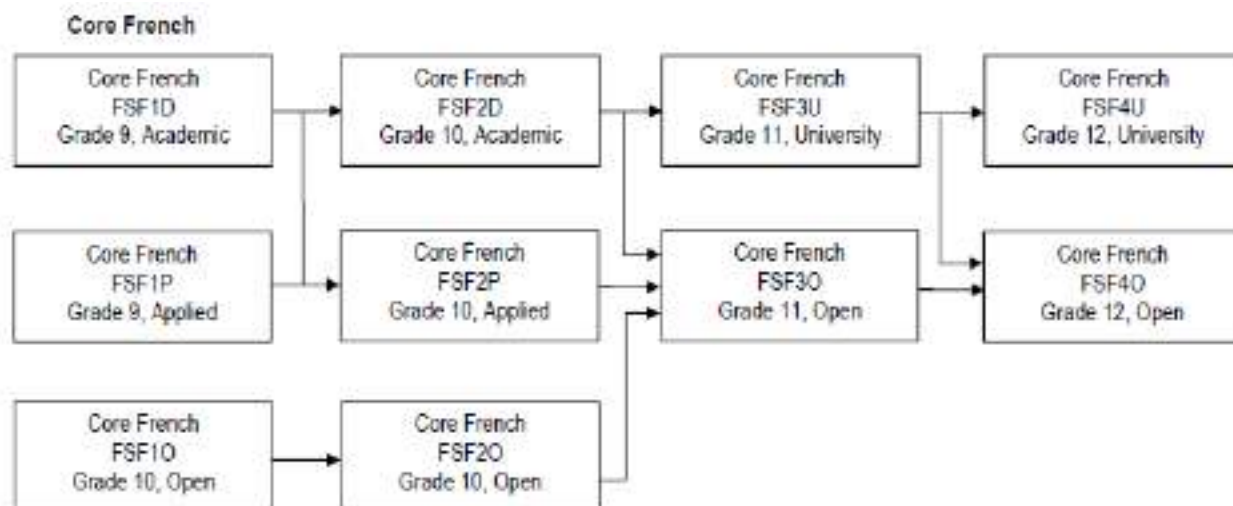 Core French
Core French
FSF1D
Grade 9, Academic
Core French
FSF2D
Grade 10, Academic
Core French
FSF3U
Grade 11, University
Core French
FSF4U
Grade 12, University
Core French
FSF1P
Grade 9, Applied
Core French
FSF2P
Grade 10, Applied
Core French
FSF3O
Grade 11, Open
Core French
FSF4O
Grade 12, Open
Core French
FSF1O
Grade 10, Open
Core French
FSF2O
Grade 10, Open